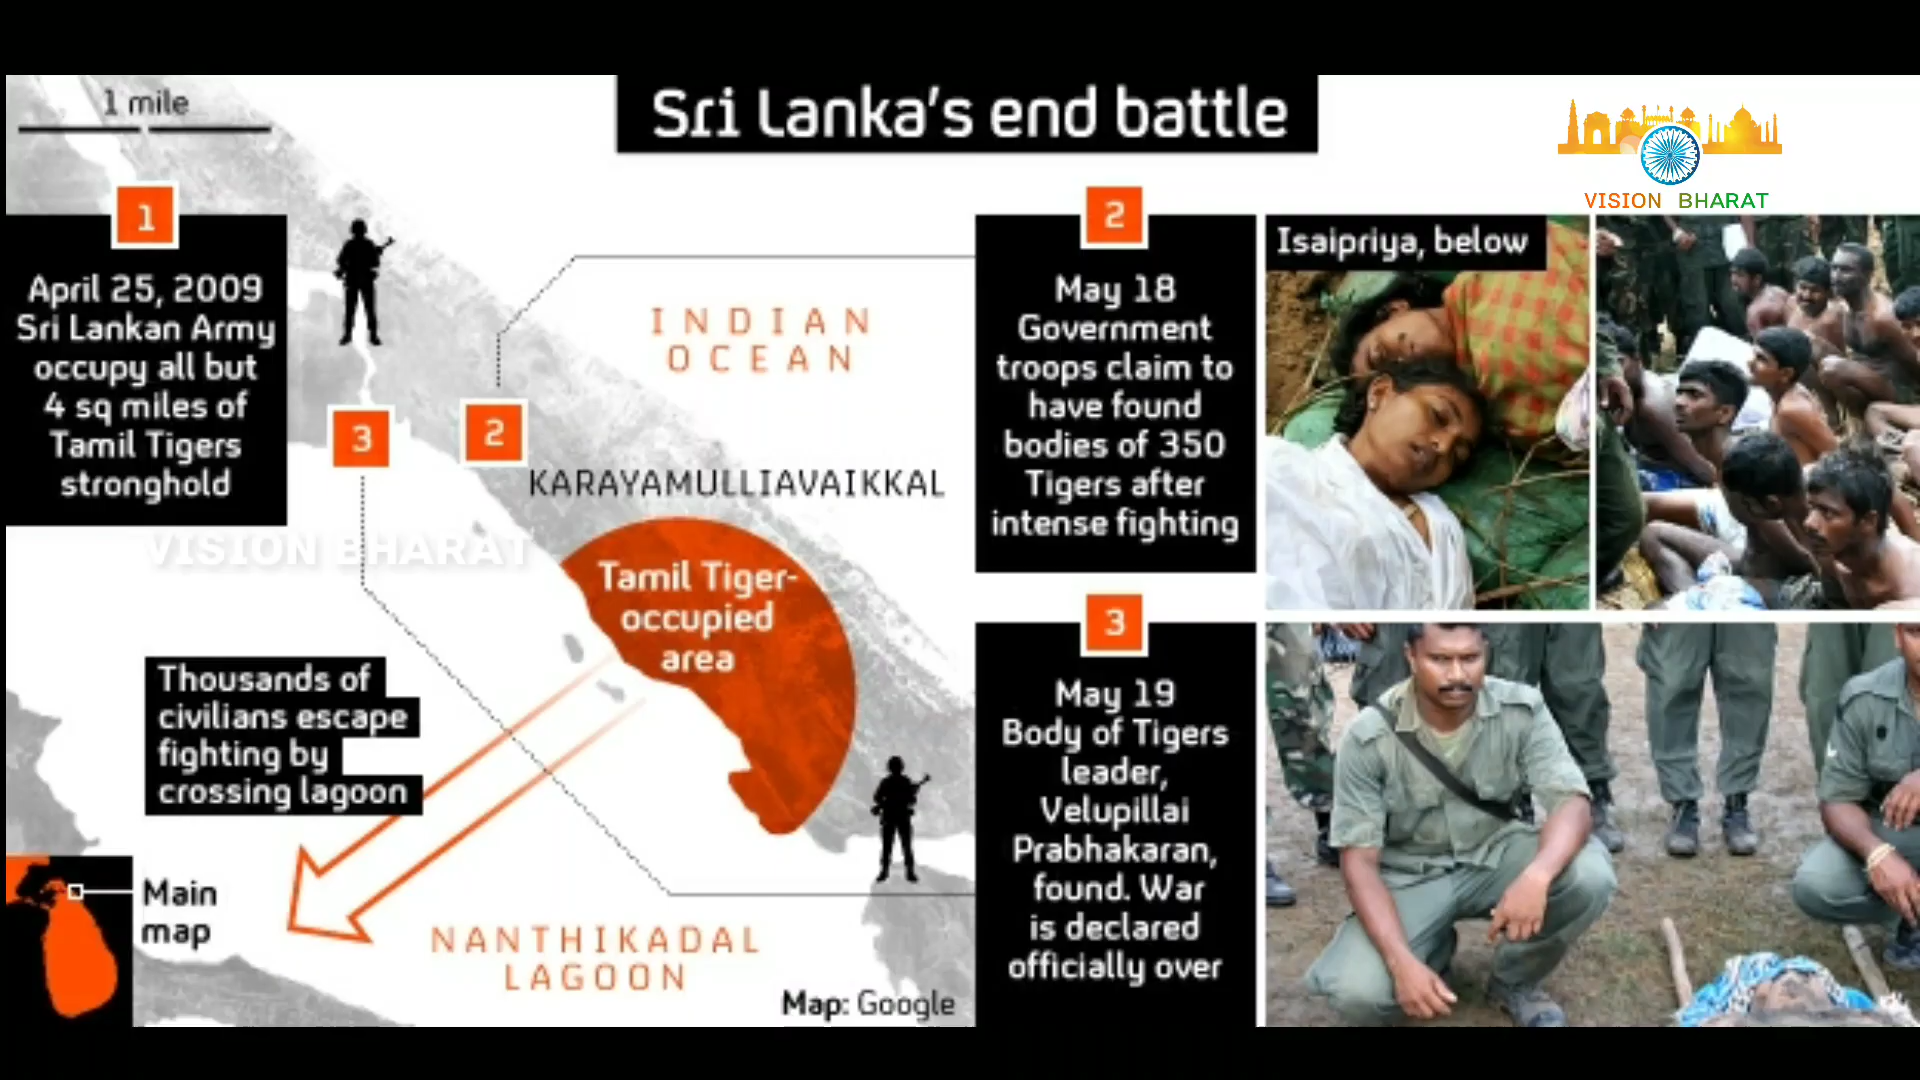 Sri Lanka's end battle
1 mile
VISION BHARAT
1
April 25, 2009
Sri Lankan Army
occupy all but
4 sq miles of
Tamil Tigers
stronghold
2
May 18
Government
troops claim to
have found
bodies of 350
Tigers after
intense fighting
Isaipriya, below
INDIAN
OCEAN
3
2
KARAYAMULLIAVAIKKAL
VISION BHARAT
Tamil Tiger-
occupied
area
Thousands of
civilians escape
fighting by
crossing lagoon
3
May 19
Body of Tigers
leader,
Velupillai
Prabhakaran,
found. War
is declared
officially over
Main
map
NANTHIKADAL
LAGOON
Map: Google